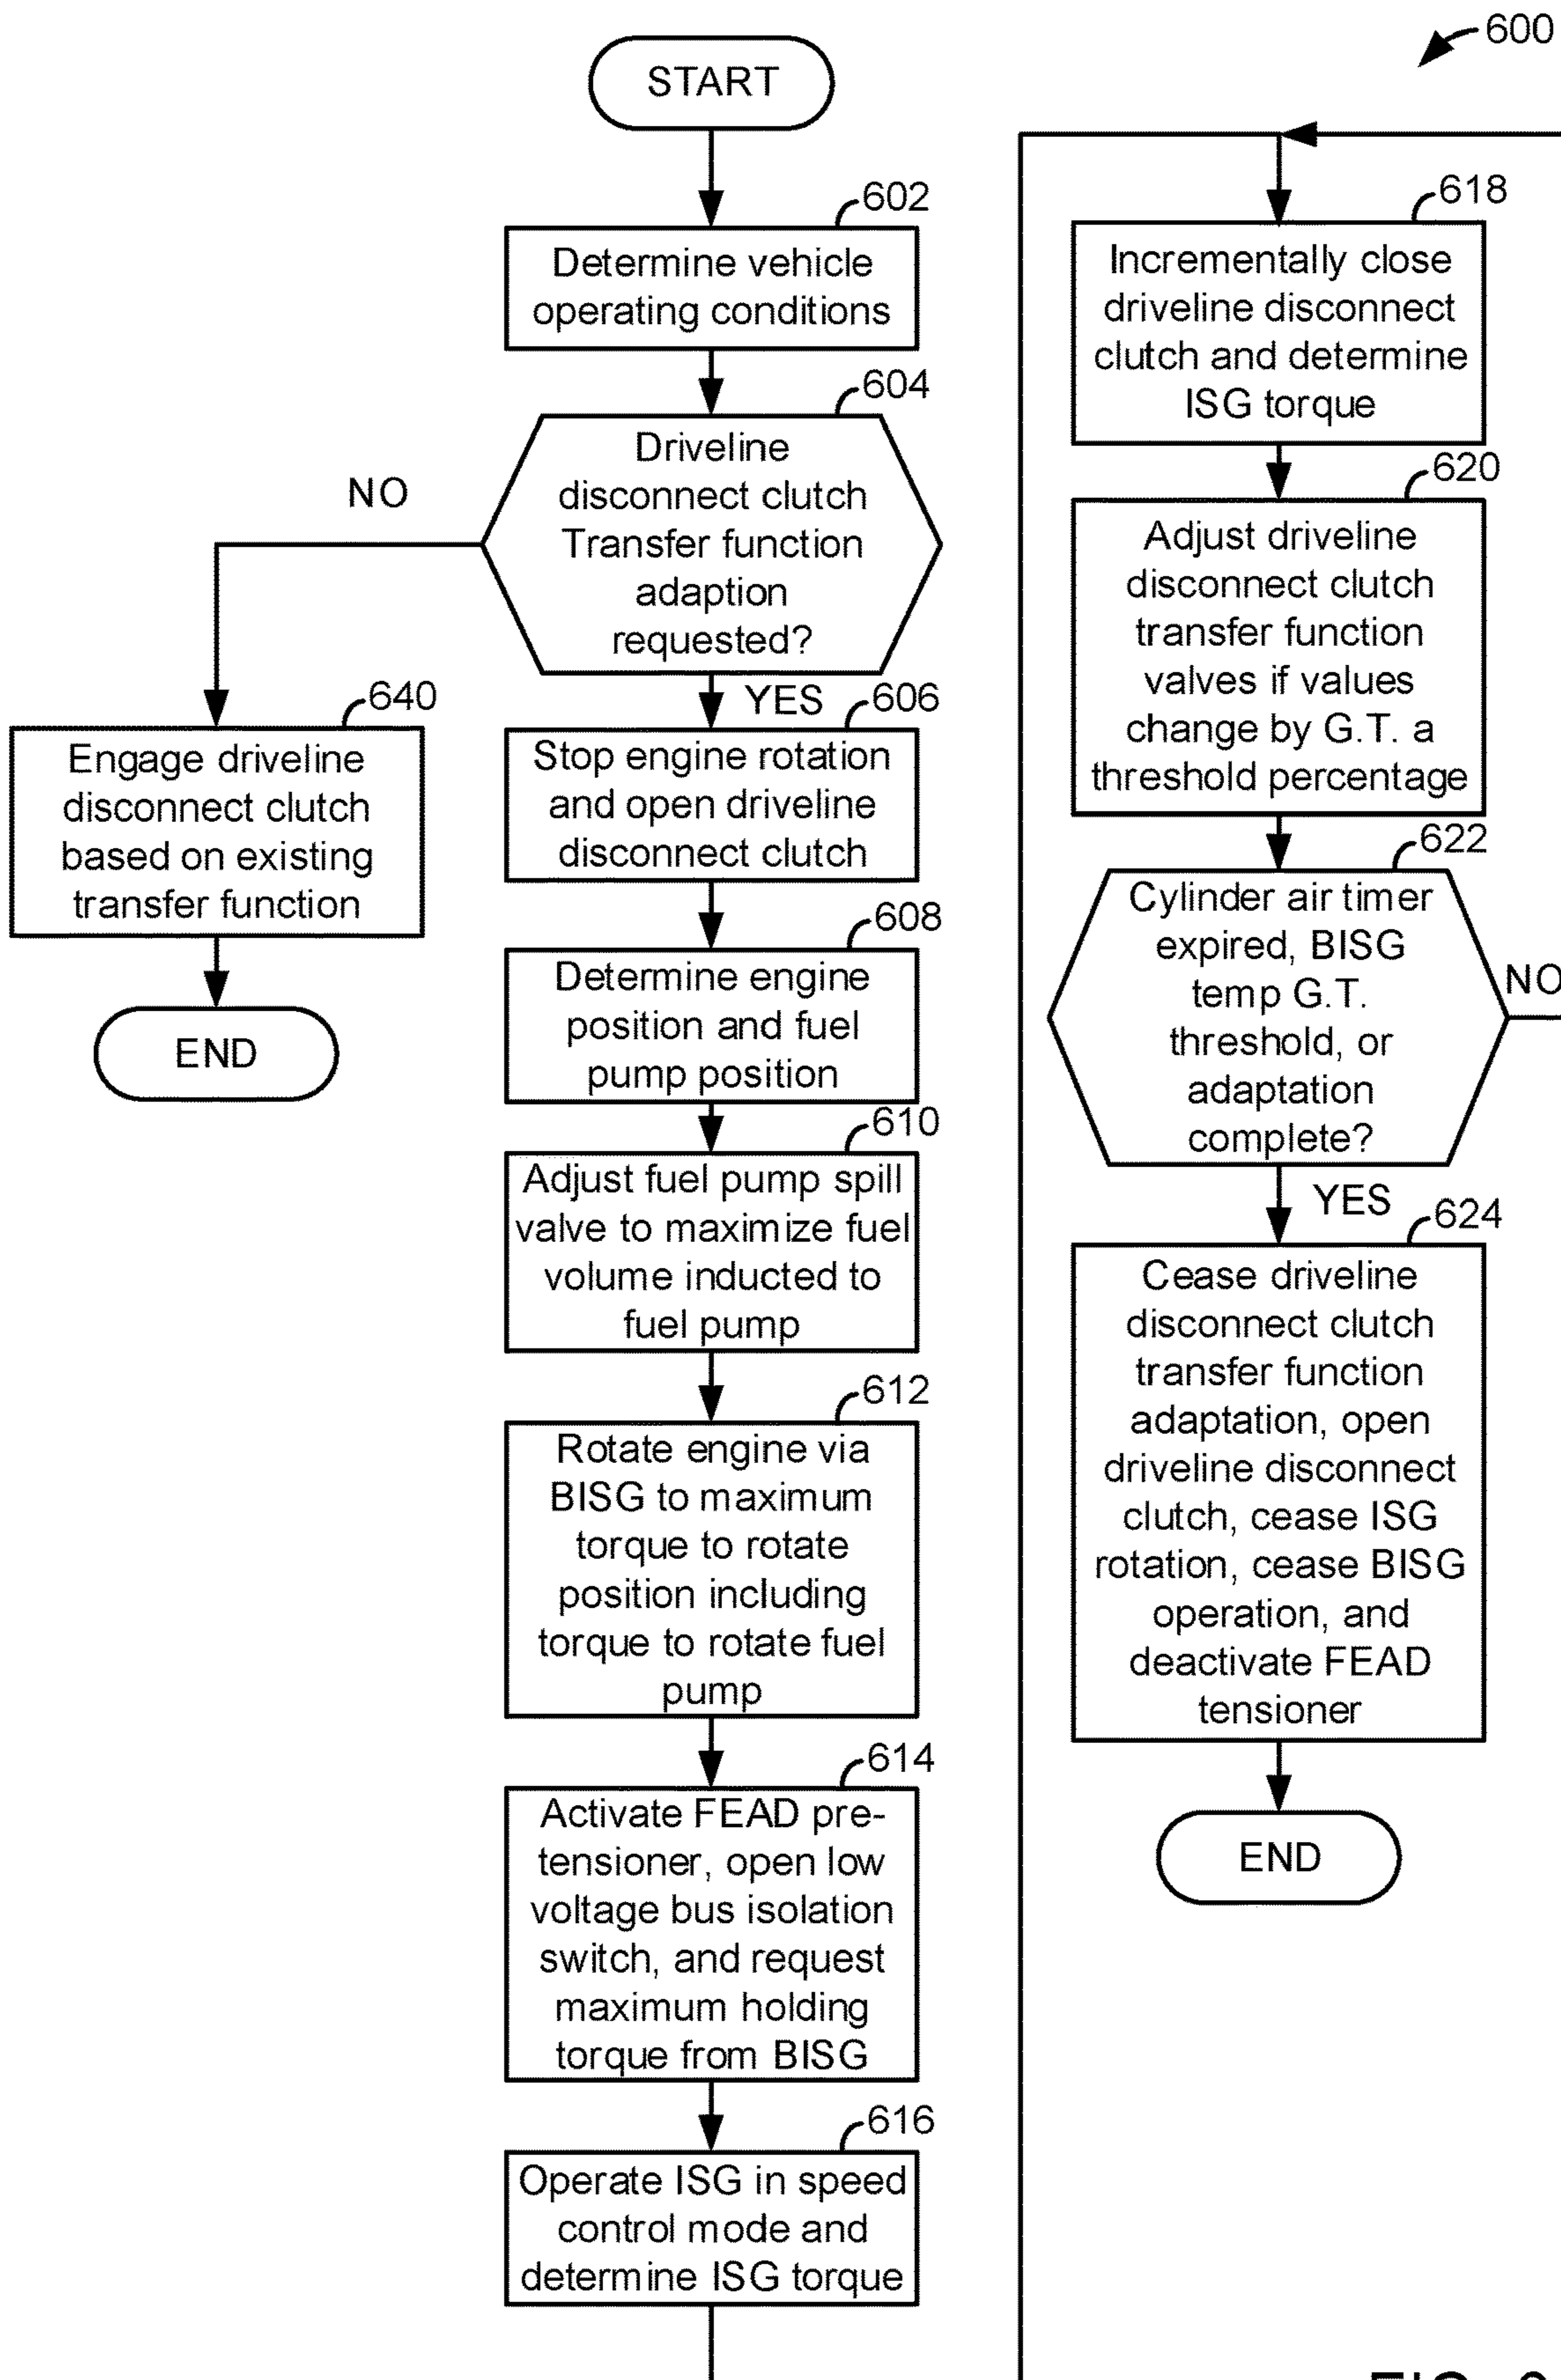 600
START
602
Determine vehicle
operating conditions
604
Driveline
disconnect clutch
Transfer function
adaption
requested?
NO
YES
640
Engage driveline
disconnect clutch
based on existing
transfer function
END
606
Stop engine rotation
and open driveline
disconnect clutch
608
Determine engine
position and fuel
pump position
610
Adjust fuel pump spill
valve to maximize fuel
volume inducted to
fuel pump
612
Rotate engine via
BISG to maximum
torque to rotate
position including
torque to rotate fuel
pump
614
Activate FEAD pre-
tensioner, open low
voltage bus isolation
switch, and request
maximum holding
torque from BISG
616
Operate ISG in speed
control mode and
determine ISG torque
618
Incrementally close
driveline disconnect
clutch and determine
ISG torque
620
Adjust driveline
disconnect clutch
transfer function
valves if values
change by G.T. a
threshold percentage
622
Cylinder air timer
expired, BISG
temp G.T.
threshold, or
adaptation
complete?
NO
YES
624
Cease driveline
disconnect clutch
transfer function
adaptation, open
driveline disconnect
clutch, cease ISG
rotation, cease BISG
operation, and
deactivate FEAD
tensioner
END